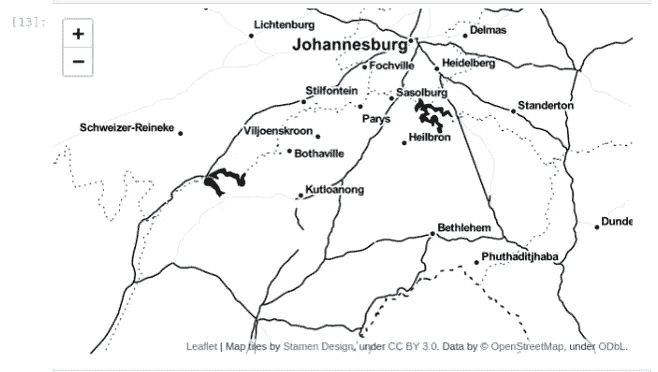 [13]:
+
−
Lichtenburg
Delmas
Johannesburg
Fochville
Heidelberg
Stilfontein
Sasolburg
Standerton
Parys
Schweizer-Reineke
Viljoenskroon
Heilbron
Bothaville
Kutloanong
Dunde
Bethlehem
Phuthaditjhaba
Leaflet | Map tiles by Stamen Design, under CC BY 3.0. Data by © OpenStreetMap, under ODbL.